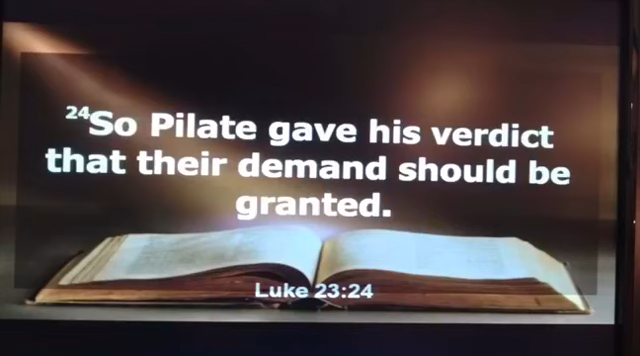 24So Pilate gave his verdict
that their demand should be
granted.
Luke 23:24